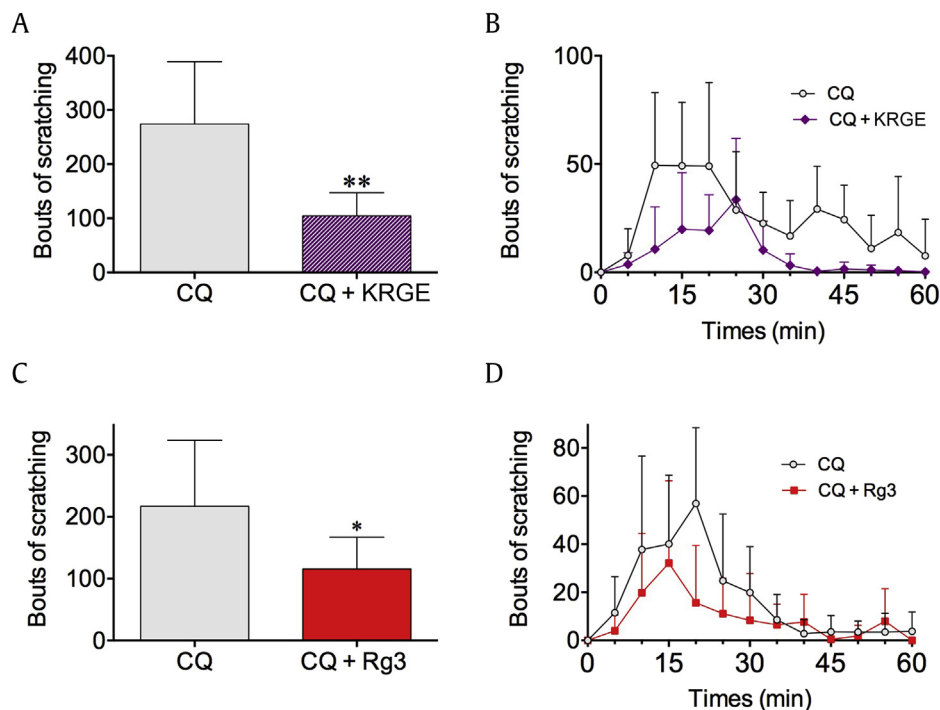 A
Bouts of scratching
400
300
200
100
0
**
CQ
CQ + KRGE
B
Bouts of scratching
100
50
0
CQ
CQ + KRGE
0 15 30 45 60
Times (min)
C
Bouts of scratching
300
200
100
0
*
CQ
CQ + Rg3
D
Bouts of scratching
80
60
40
20
0
CQ
CQ + Rg3
0 15 30 45 60
Times (min)